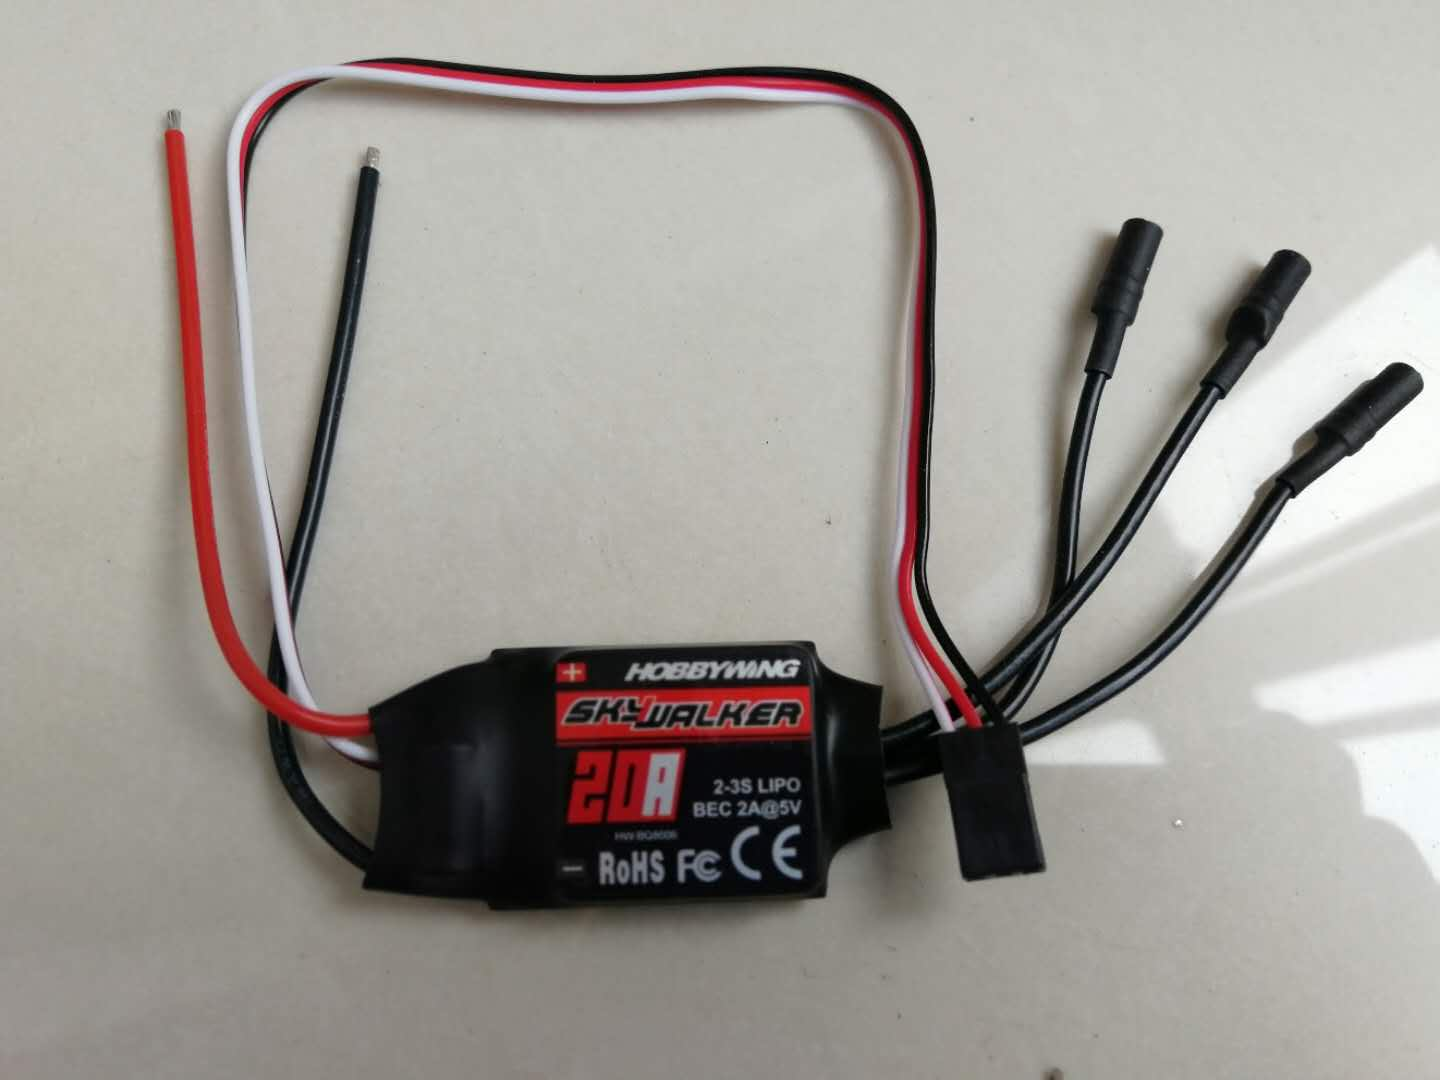 + HOBBYWING
SKYWALKER
20A
2-3S LIPO
BEC 2A@5V
- RoHS FC CE